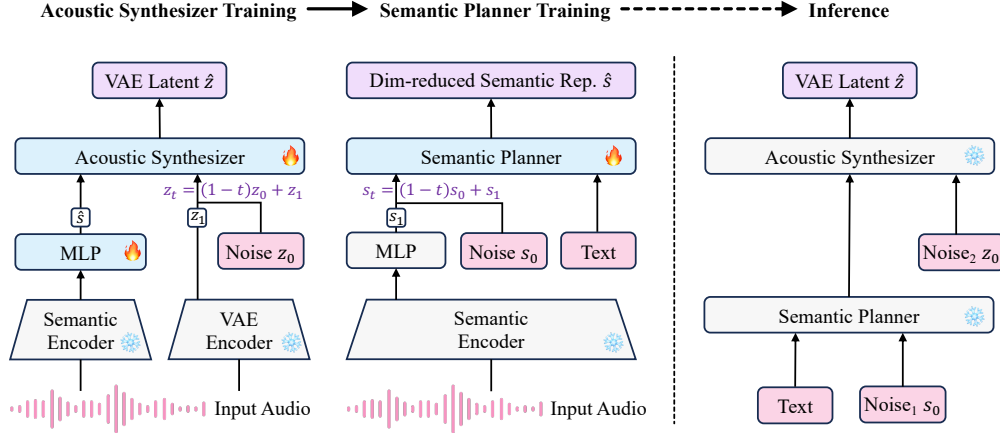 Acoustic Synthesizer Training
Semantic Planner Training
Inference
VAE Latent ẑ
Acoustic Synthesizer
z_t = (1 − t)z_0 + z_1
ŝ
z_1
MLP
Noise z_0
Semantic
Encoder
VAE
Encoder
Input Audio
Dim-reduced Semantic Rep. ŝ
Semantic Planner
s_t = (1 − t)s_0 + s_1
s_1
MLP
Noise s_0
Text
Semantic
Encoder
Input Audio
VAE Latent ẑ
Acoustic Synthesizer
Noise_2 z_0
Semantic Planner
Text
Noise_1 s_0